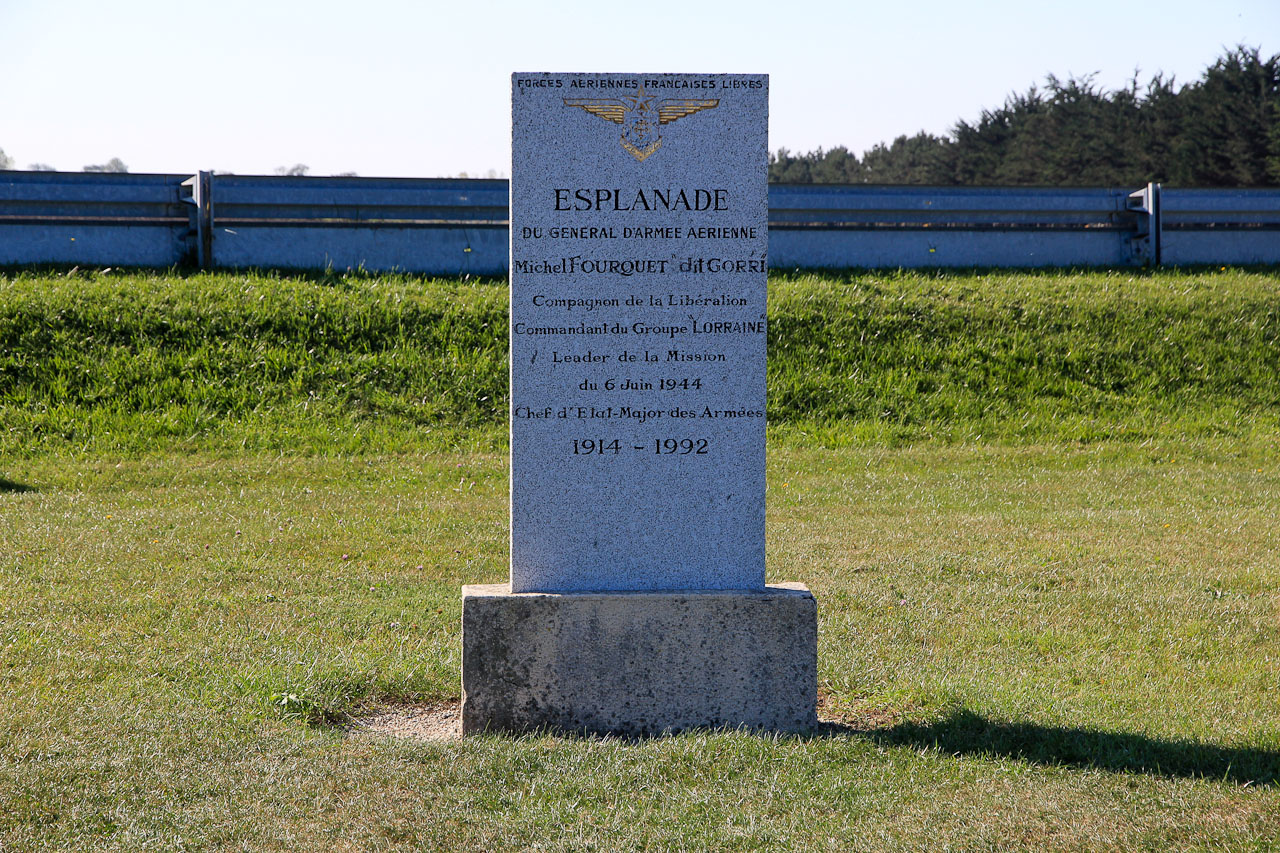 FORCES AERIENNES FRANCAISES LIBRES
ESPLANADE
DU GENERAL D'ARMEE AERIENNE
Michel FOURQUET "dit GORRI
Compagnon de la Libération
Commandant du Groupe "LORRAINE"
Leader de la Mission
du 6 Juin 1944
Chef d'Etat-Major des Armées
1914 - 1992